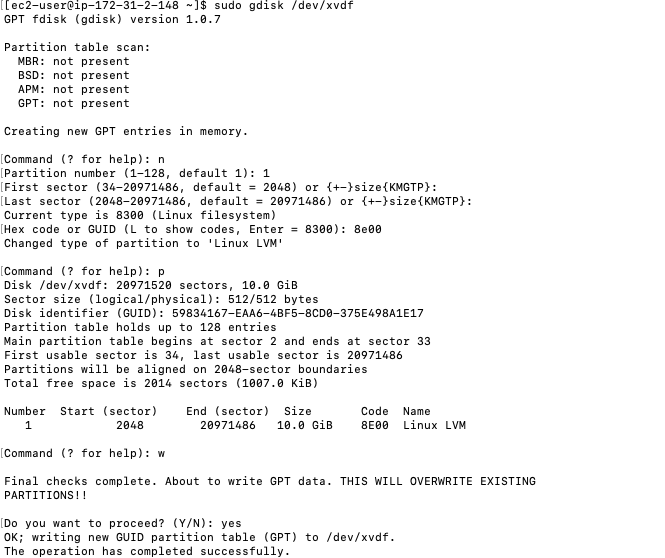 [[ec2-user@ip-172-31-2-148 ~]$ sudo gdisk /dev/xvdf
GPT fdisk (gdisk) version 1.0.7
Partition table scan:
MBR: not present
BSD: not present
APM: not present
GPT: not present
Creating new GPT entries in memory.
[Command (? for help): n
[Partition number (1-128, default 1): 1
[First sector (34-20971486, default = 2048) or {+-}size{KMGTP}:
[Last sector (2048-20971486, default = 20971486) or {+-}size{KMGTP}:
Current type is 8300 (Linux filesystem)
[Hex code or GUID (L to show codes, Enter = 8300): 8e00
Changed type of partition to 'Linux LVM'
[Command (? for help): p
Disk /dev/xvdf: 20971520 sectors, 10.0 GiB
Sector size (logical/physical): 512/512 bytes
Disk identifier (GUID): 59834167-EAA6-4BF5-8CD0-375E498A1E17
Partition table holds up to 128 entries
Main partition table begins at sector 2 and ends at sector 33
First usable sector is 34, last usable sector is 20971486
Partitions will be aligned on 2048-sector boundaries
Total free space is 2014 sectors (1007.0 KiB)
Number  Start (sector)    End (sector)  Size       Code  Name
1            2048        20971486   10.0 GiB    8E00  Linux LVM
[Command (? for help): w
Final checks complete. About to write GPT data. THIS WILL OVERWRITE EXISTING
PARTITIONS!!
[Do you want to proceed? (Y/N): yes
OK; writing new GUID partition table (GPT) to /dev/xvdf.
The operation has completed successfully.